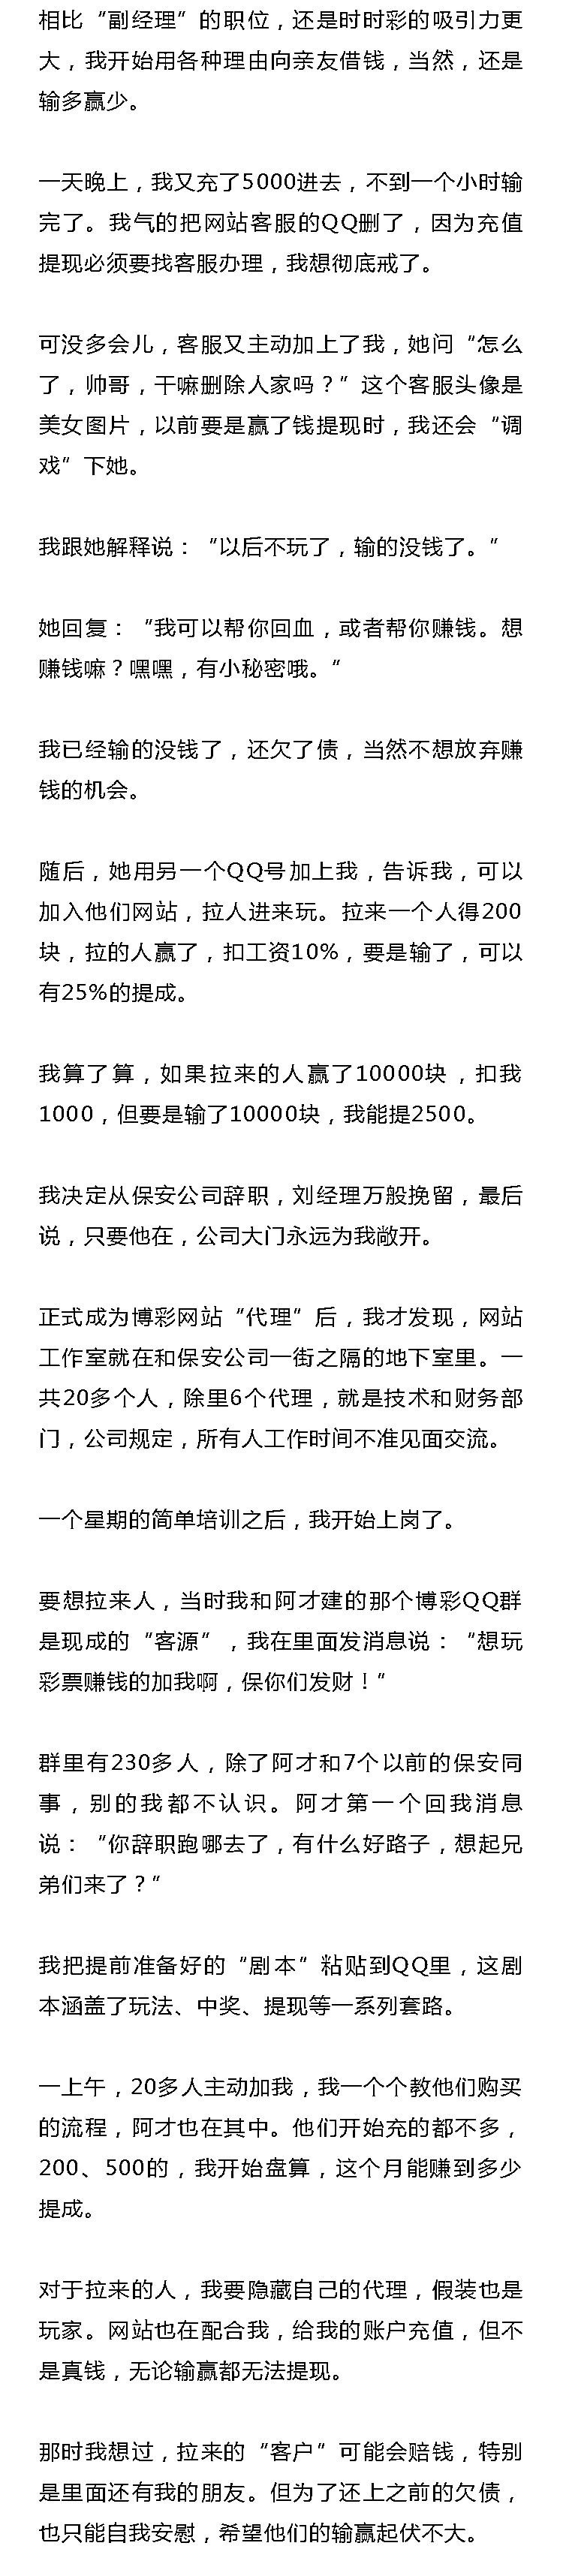 相比“副经理”的职位，还是时时彩的吸引力更
大，我开始用各种理由向亲友借钱，当然，还是
输多赢少。
一天晚上，我又充了5000进去，不到一个小时输
完了。我气的把网站客服的QQ删了，因为充值
提现必须要找客服办理，我想彻底戒了。
可没多会儿，客服又主动加上了我，她问“怎么
了，帅哥，干嘛删除人家吗？”这个客服头像是
美女图片，以前要是赢了钱提现时，我还会“调
戏”下她。
我跟她解释说：“以后不玩了，输的没钱了。“
她回复：“我可以帮你回血，或者帮你赚钱。想
赚钱嘛？嘿嘿，有小秘密哦。“
我已经输的没钱了，还欠了债，当然不想放弃赚
钱的机会。
随后，她用另一个QQ号加上我，告诉我，可以
加入他们网站，拉人进来玩。拉来一个人得200
块，拉的人赢了，扣工资10%，要是输了，可以
有25%的提成。
我算了算，如果拉来的人赢了10000块，扣我
1000，但要是输了10000块，我能提2500。
我决定从保安公司辞职，刘经理万般挽留，最后
说，只要他在，公司大门永远为我敞开。
正式成为博彩网站“代理”后，我才发现，网站
工作室就在和保安公司一街之隔的地下室里。一
共20多个人，除里6个代理，就是技术和财务部
门，公司规定，所有人工作时间不准见面交流。
一个星期的简单培训之后，我开始上岗了。
要想拉来人，当时我和阿才建的那个博彩QQ群
是现成的“客源”，我在里面发消息说：“想玩
彩票赚钱的加我啊，保你们发财！”
群里有230多人，除了阿才和7个以前的保安同
事，别的我都不认识。阿才第一个回我消息
说：“你辞职跑哪去了，有什么好路子，想起兄
弟们来了？”
我把提前准备好的“剧本”粘贴到QQ里，这剧
本涵盖了玩法、中奖、提现等一系列套路。
一上午，20多人主动加我，我一个个教他们购买
的流程，阿才也在其中。他们开始充的都不多，
200、500的，我开始盘算，这个月能赚到多少
提成。
对于拉来的人，我要隐藏自己的代理，假装也是
玩家。网站也在配合我，给我的账户充值，但不
是真钱，无论输赢都无法提现。
那时我想过，拉来的“客户”可能会赔钱，特别
是里面还有我的朋友。但为了还上之前的欠债，
也只能自我安慰，希望他们的输赢起伏不大。